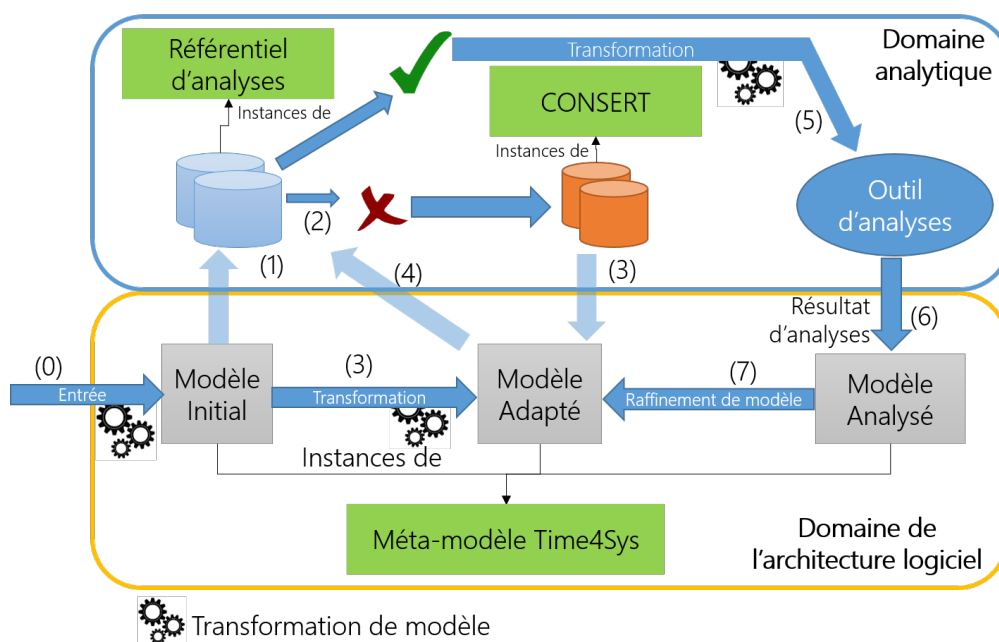 Référentiel
d'analyses
Transformation
Domaine
analytique
CONSERT
Instances de
(5)
Instances de
Outil
d'analyses
(2)
(1)
(4)
(3)
Résultat
d'analyses
(6)
(0)
Entrée
Modèle
Initial
(3)
Transformation
Modèle
Adapté
(7)
Raffinement de modèle
Modèle
Analysé
Instances de
Méta-modèle Time4Sys
Domaine de
l'architecture logiciel
Transformation de modèle